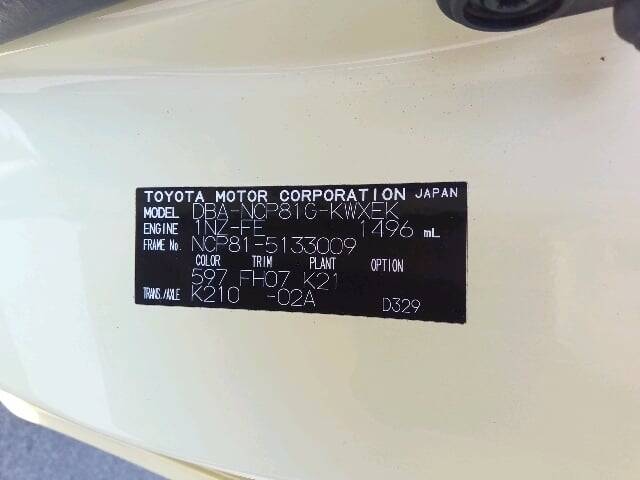 TOYOTA MOTOR CORPORATION JAPAN
MODEL DBA-NCP81G-KWXEK
ENGINE 1NZ-FE 1496 mL
FRAME No. NCP81-5133009
COLOR TRIM PLANT OPTION
597 FH07 K21
TRANS./AXLE K210 -02A D329